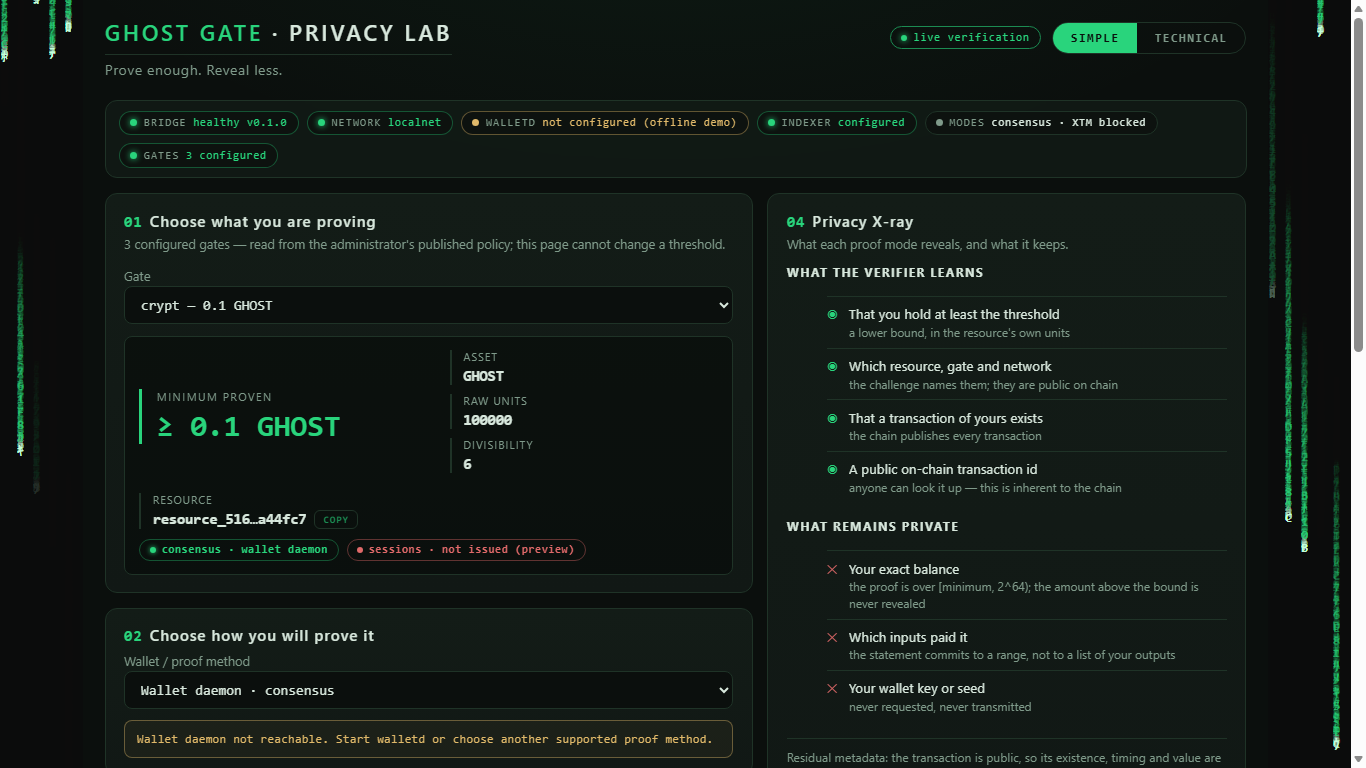 GHOST GATE · PRIVACY LAB
Prove enough. Reveal less.
live verification
SIMPLE
TECHNICAL
BRIDGE healthy v0.1.0
NETWORK localnet
WALLETD not configured (offline demo)
INDEXER configured
MODES consensus · XTM blocked
GATES 3 configured
01 Choose what you are proving
3 configured gates — read from the administrator's published policy; this page cannot change a threshold.
Gate
crypt — 0.1 GHOST
MINIMUM PROVEN
≥ 0.1 GHOST
ASSET
GHOST
RAW UNITS
100000
DIVISIBILITY
6
RESOURCE
resource_516…a44fc7 COPY
consensus · wallet daemon
sessions · not issued (preview)
02 Choose how you will prove it
Wallet / proof method
Wallet daemon · consensus
Wallet daemon not reachable. Start walletd or choose another supported proof method.
04 Privacy X-ray
What each proof mode reveals, and what it keeps.
WHAT THE VERIFIER LEARNS
That you hold at least the threshold
a lower bound, in the resource's own units
Which resource, gate and network
the challenge names them; they are public on chain
That a transaction of yours exists
the chain publishes every transaction
A public on-chain transaction id
anyone can look it up — this is inherent to the chain
WHAT REMAINS PRIVATE
Your exact balance
the proof is over [minimum, 2^64); the amount above the bound is
never revealed
Which inputs paid it
the statement commits to a range, not to a list of your outputs
Your wallet key or seed
never requested, never transmitted
Residual metadata: the transaction is public, so its existence, timing and value are